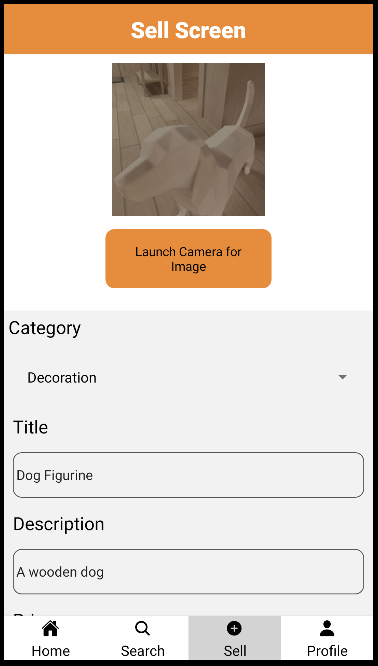 Sell Screen
Launch Camera for
Image
Category
Decoration
Title
Dog Figurine
Description
A wooden dog
Home
Search
Sell
Profile